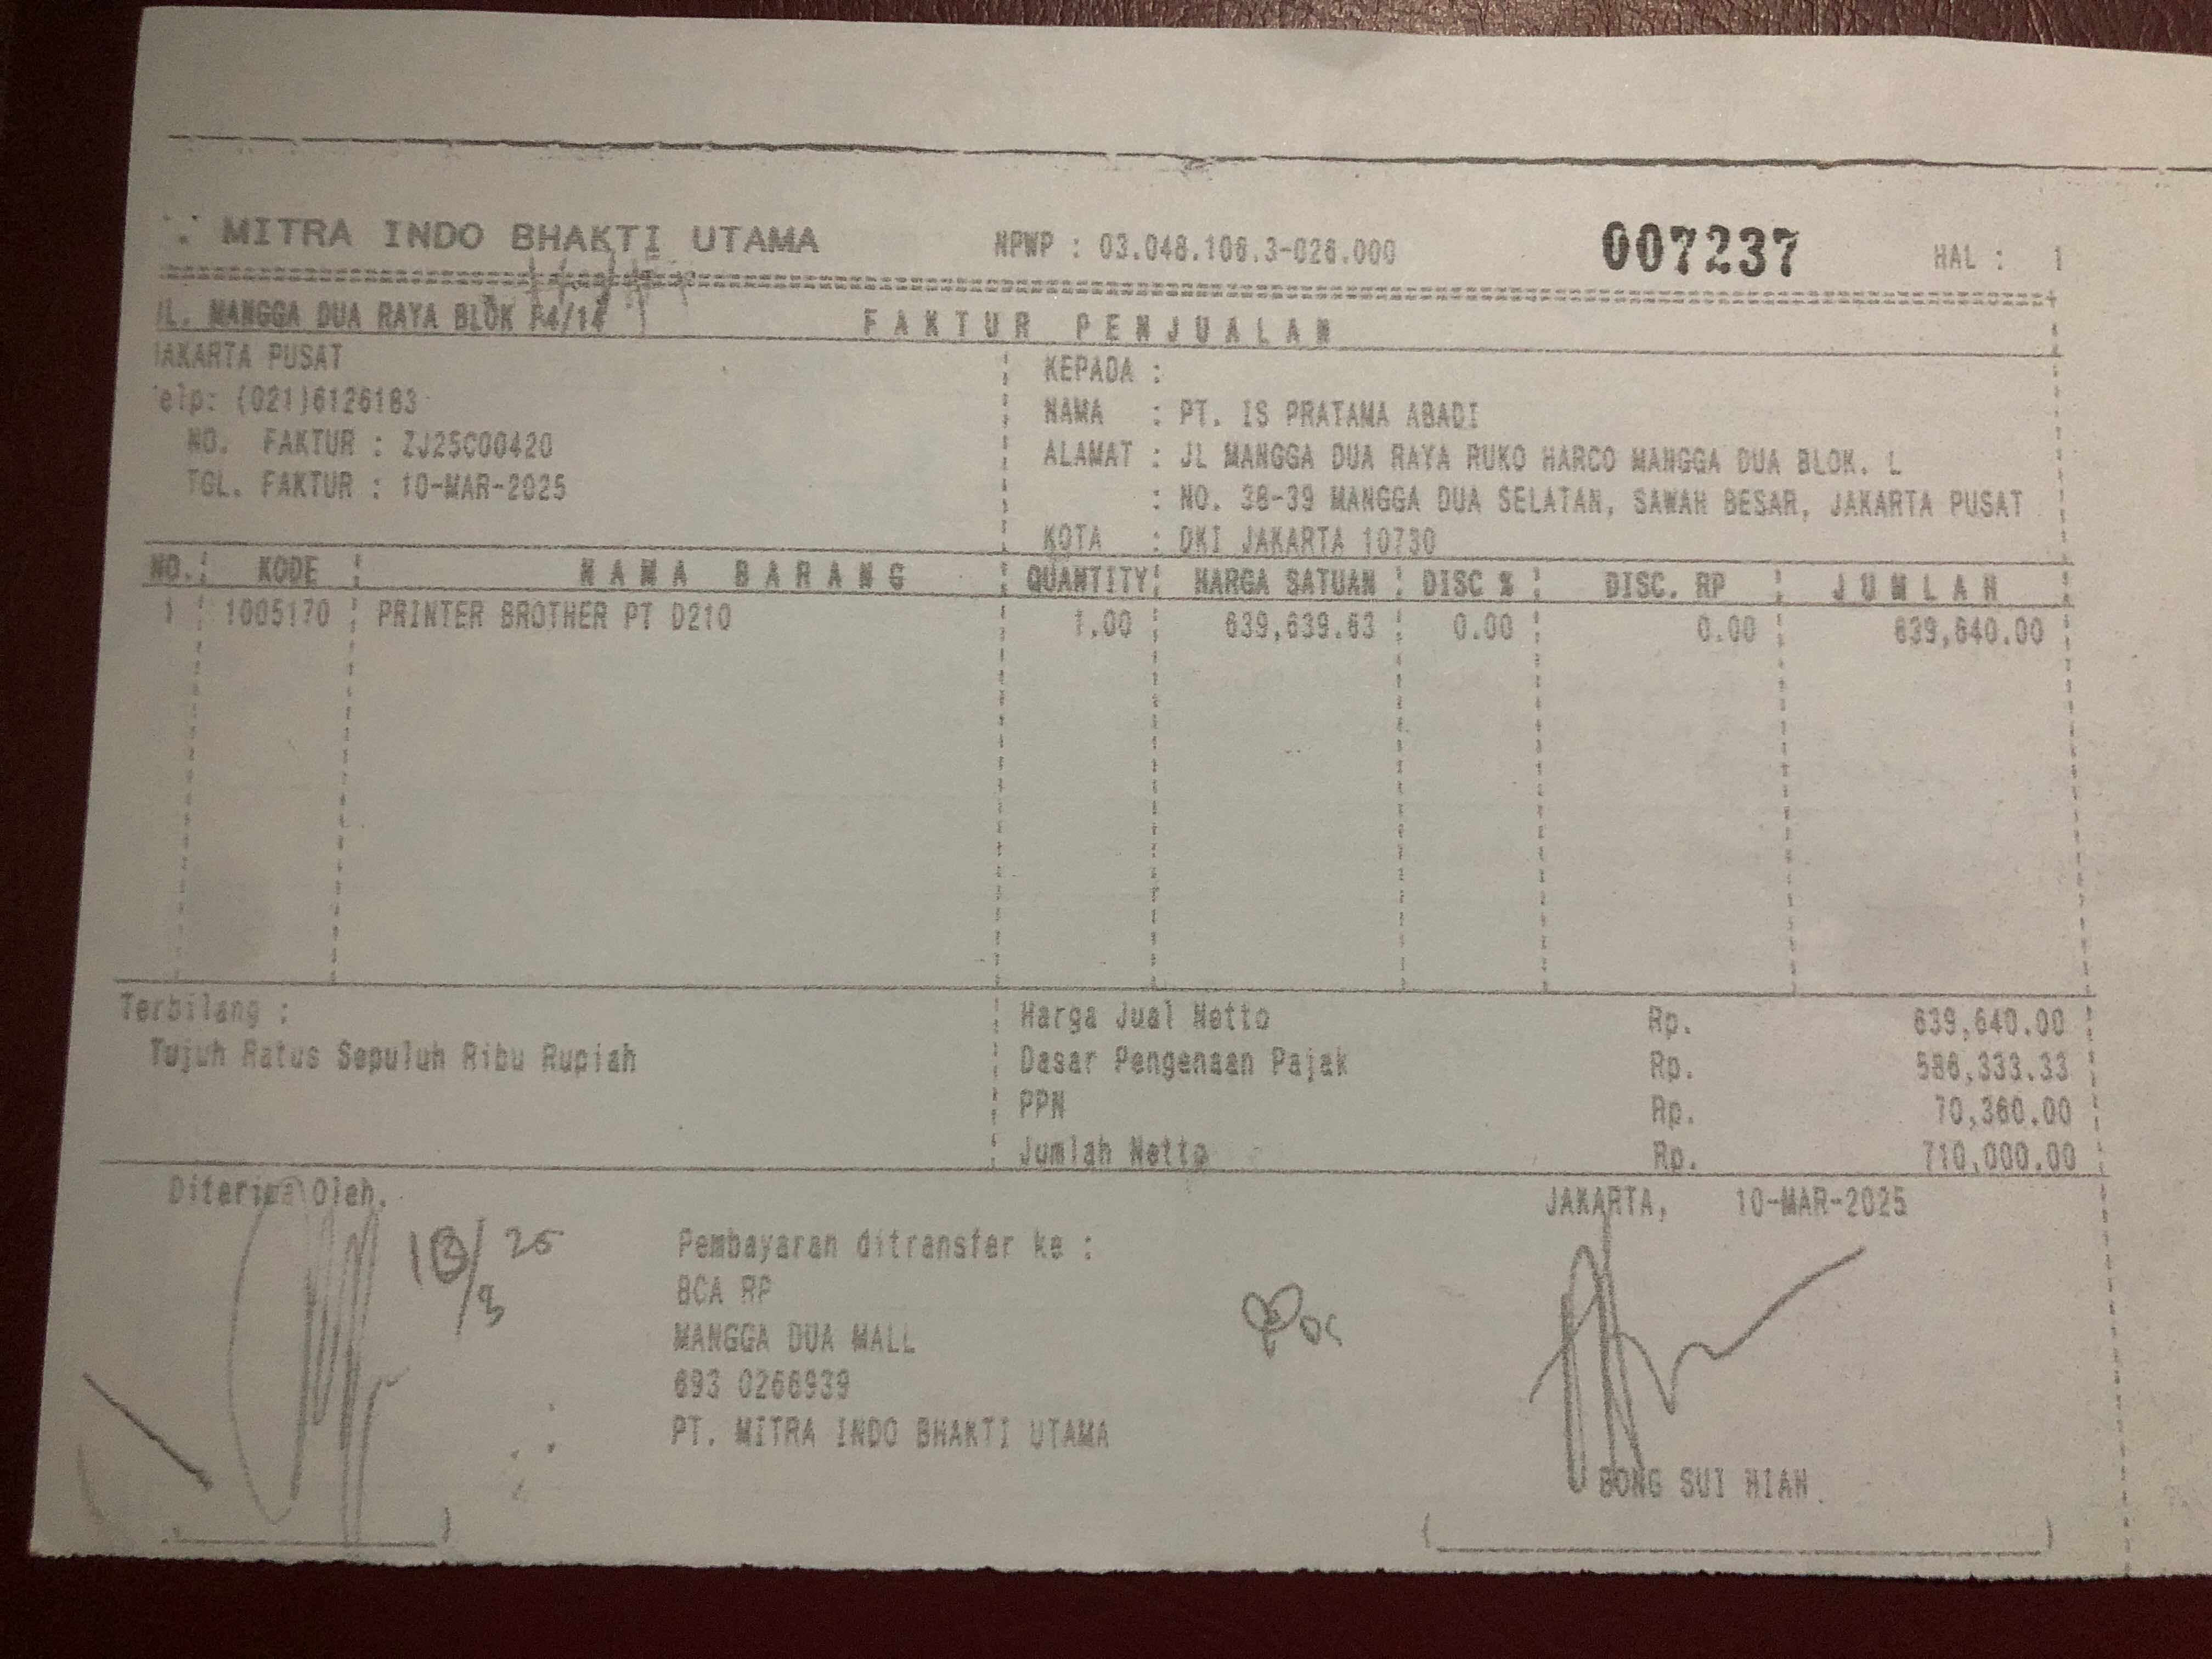 MITRA INDO BHAKTI UTAMA NPWP : 03.048.106.3-026.000 007237 HAL : 1
JL. MANGGA DUA RAYA BLOK F4/14 FAKTUR PENJUALAN
JAKARTA PUSAT
Telp: (021)6126183
NO. FAKTUR : ZJ25C00420
TGL. FAKTUR : 10-MAR-2025
KEPADA :
NAMA : PT. IS PRATAMA ABADI
ALAMAT : JL MANGGA DUA RAYA RUKO HARCO MANGGA DUA BLOK. L
: NO. 38-39 MANGGA DUA SELATAN, SAWAH BESAR, JAKARTA PUSAT
KOTA : DKI JAKARTA 10730
NO. KODE NAMA BARANG QUANTITY HARGA SATUAN DISC % DISC. RP JUMLAH
1 1005170 PRINTER BROTHER PT D210 1.00 639,639.63 0.00 0.00 639,640.00
Terbilang :
Tujuh Ratus Sepuluh Ribu Rupiah
Harga Jual Netto Rp. 639,640.00
Dasar Pengenaan Pajak Rp. 586,333.33
PPN Rp. 70,360.00
Jumlah Netto Rp. 710,000.00
Diterima Oleh.
10/3 25
Pembayaran ditransfer ke :
BCA RP
MANGGA DUA MALL
693 0266939
PT. MITRA INDO BHAKTI UTAMA
JAKARTA, 10-MAR-2025
BONG SUI HIAN